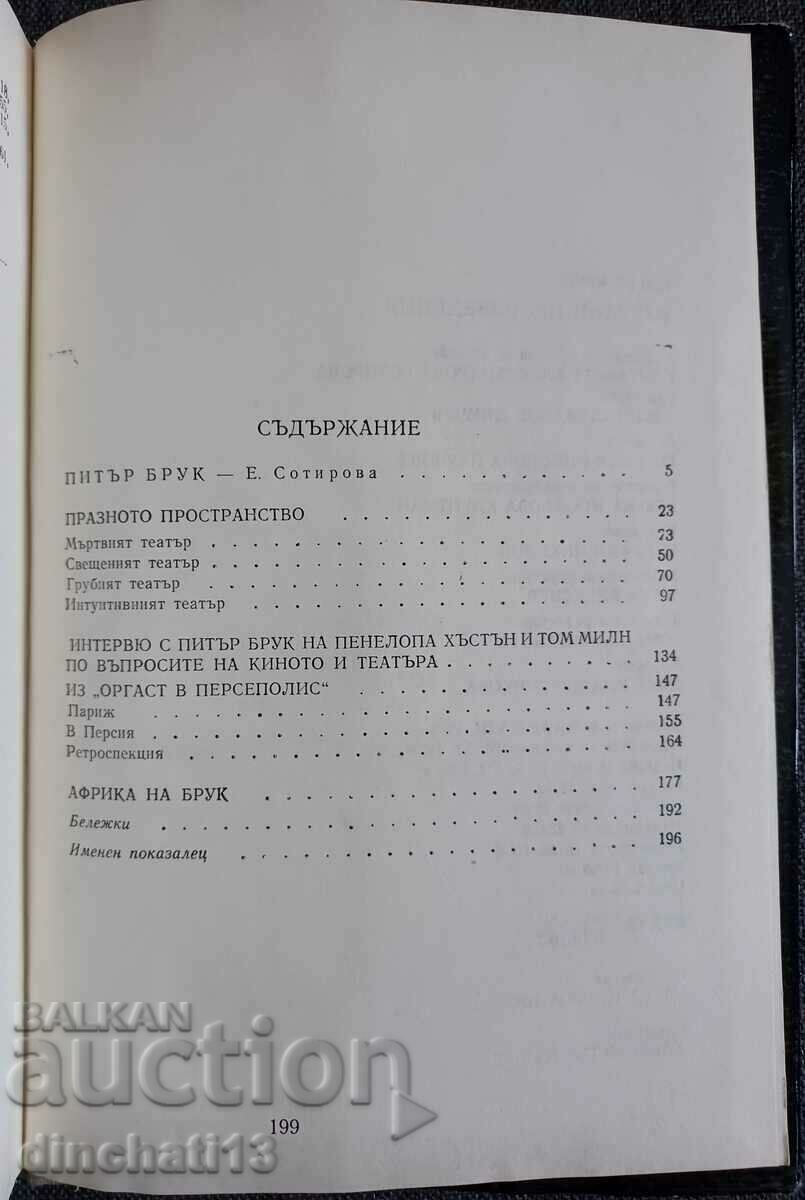 18,
СЪДЪРЖАНИЕ
ПИТЪР БРУК — Е. Сотирова . . . . . . . . . . . 5
ПРАЗНОТО ПРОСТРАНСТВО . . . . . . . . . . . . 23
Мъртвият театър . . . . . . . . . . . . . . . . 73
Свещеният театър . . . . . . . . . . . . . . . . 50
Грубият театър . . . . . . . . . . . . . . . . 70
Интуитивният театър . . . . . . . . . . . . . . 97
ИНТЕРВЮ С ПИТЪР БРУК НА ПЕНЕЛОПА ХЪСТЪН И ТОМ МИЛН
ПО ВЪПРОСИТЕ НА КИНОТО И ТЕАТЪРА . . . . . . . . 134
ИЗ „ОРГАСТ В ПЕРСЕПОЛИС“ . . . . . . . . . . . . 147
Париж . . . . . . . . . . . . . . . . . . . . 147
В Персия . . . . . . . . . . . . . . . . . . . 155
Ретроспекция . . . . . . . . . . . . . . . . . 164
АФРИКА НА БРУК . . . . . . . . . . . . . . . . 177
Бележки . . . . . . . . . . . . . . . . . . . 192
Именен показалец . . . . . . . . . . . . . . . 196
BALKAN
auction
199
dinchati13